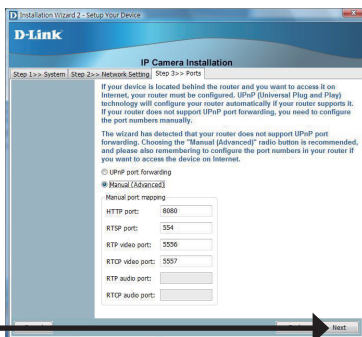 Installation Wizard 2 - Setup Your Device
D-Link
IP Camera Installation
Step 1>> System
Step 2>> Network Setting
Step 3>> Ports
If your device is located behind the router and you want to access it on
Internet, your router must be configured. UPnP (Universal Plug and Play)
technology will configure your router automatically if your router supports it.
If your router does not support UPnP port forwarding, you need to configure
the port numbers manually.
The wizard has detected that your router does not support UPnP port
forwarding. Choosing the "Manual (Advanced)" radio button is recommended,
and please also remembering to configure the port numbers in your router if
you want to access the device on Internet.
UPnP port forwarding
Manual (Advanced)
Manual port mapping
HTTP port: 8080
RTSP port: 554
RTP video port: 5556
RTCP video port: 5557
RTP audio port:
RTCP audio port:
Next